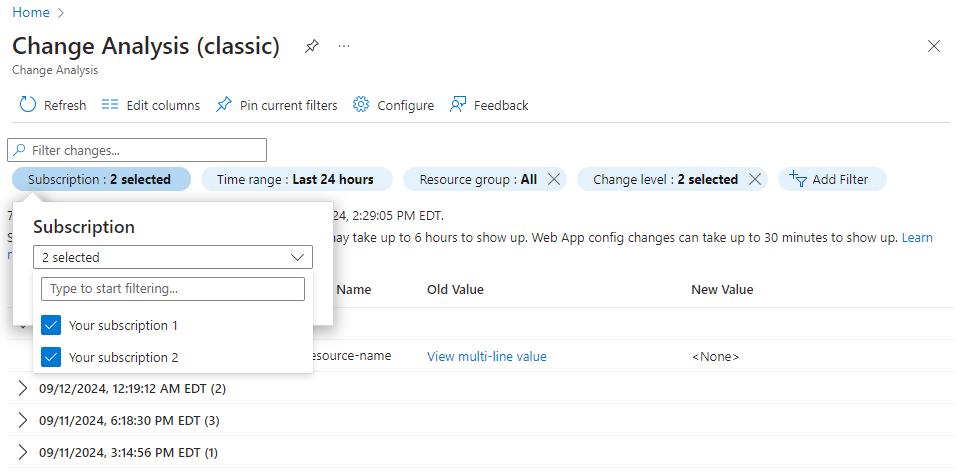 Home
Change Analysis (classic)
Change Analysis
Refresh Edit columns Pin current filters Configure Feedback
Filter changes...
Subscription : 2 selected Time range : Last 24 hours Resource group : All Change level : 2 selected Add Filter
24, 2:29:05 PM EDT.
Subscription
may take up to 6 hours to show up. Web App config changes can take up to 30 minutes to show up. Learn
2 selected
Type to start filtering...
Name Old Value New Value
Your subscription 1
Your subscription 2
esource-name View multi-line value <None>
09/12/2024, 12:19:12 AM EDT (2)
09/11/2024, 6:18:30 PM EDT (3)
09/11/2024, 3:14:56 PM EDT (1)